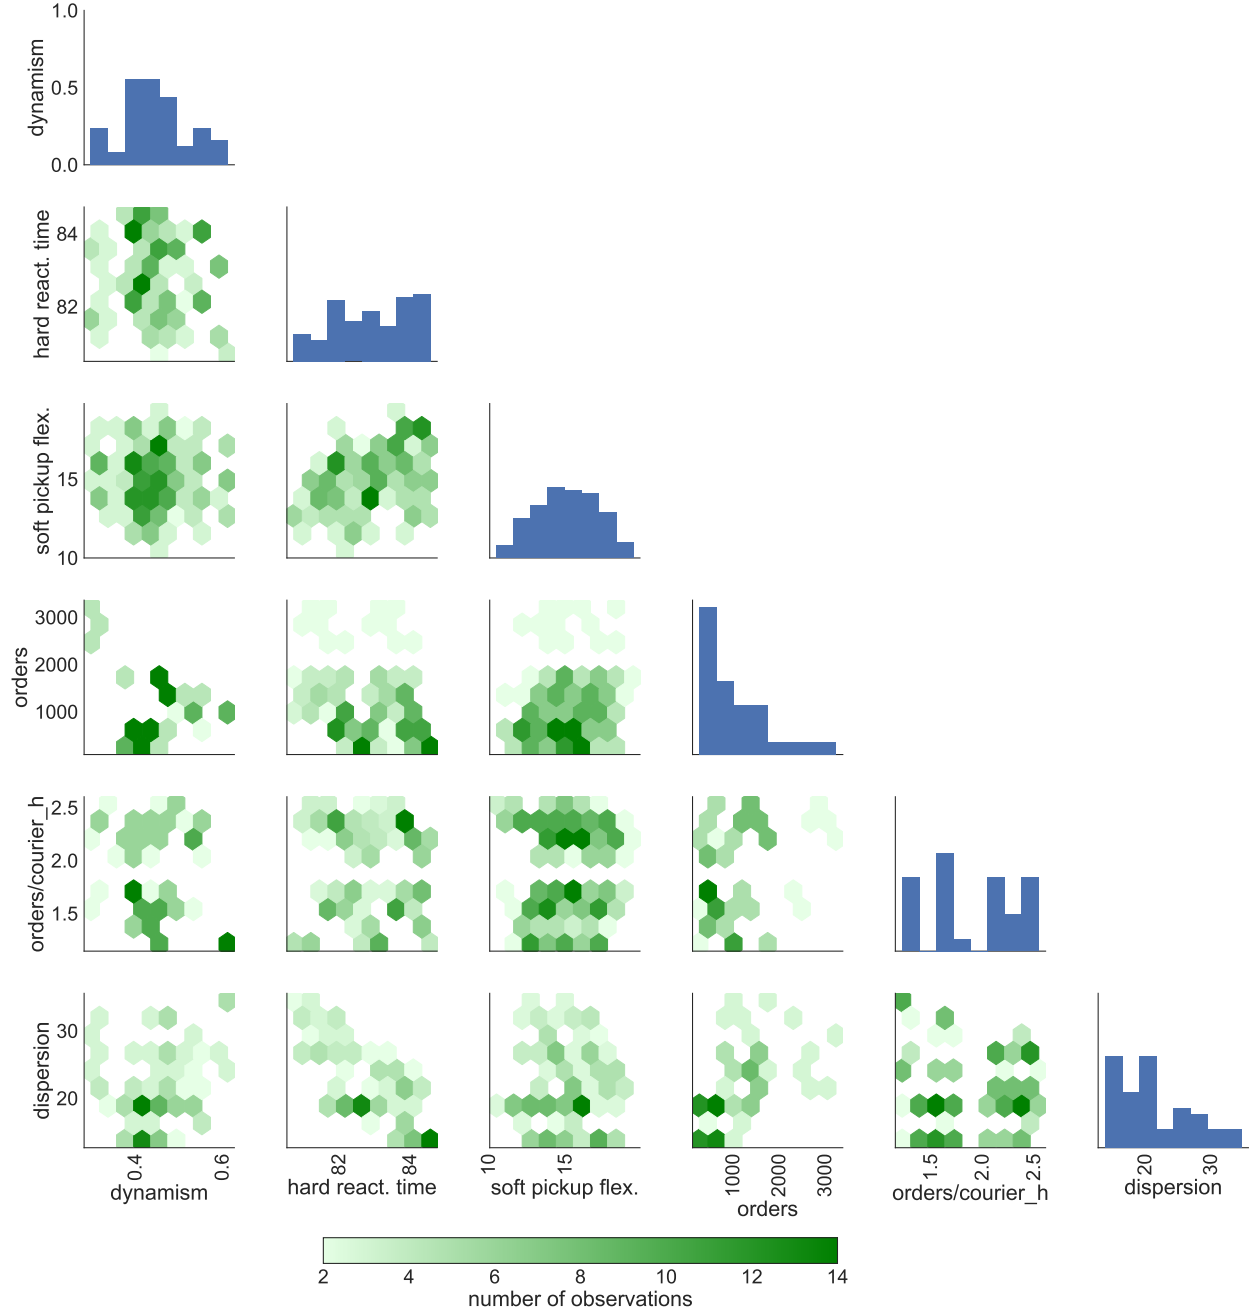 1.0
dynamism
0.5
0.0
hard react. time
84
82
soft pickup flex.
15
10
orders
3000
2000
1000
orders/courier_h
2.5
2.0
1.5
dispersion
30
20
0.4
0.6
82
84
10
15
1000
2000
3000
1.5
2.0
2.5
20
30
dynamism
hard react. time
soft pickup flex.
orders
orders/courier_h
dispersion
2
4
6
8
10
12
14
number of observations